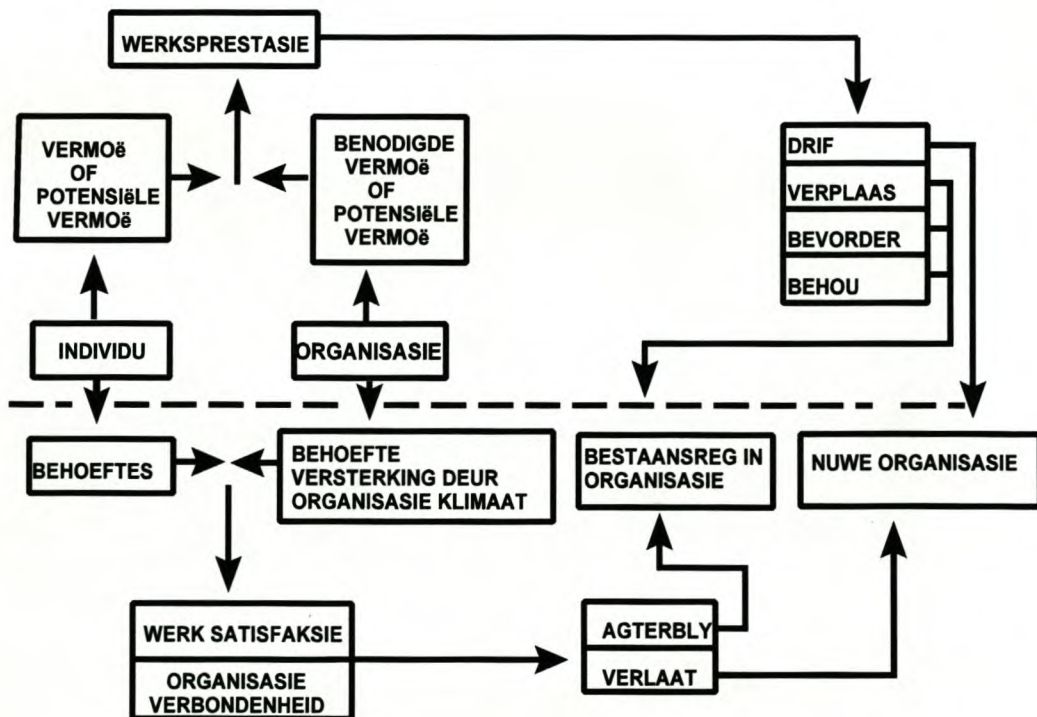 WERKSPRESTASIE
VERMOë
OF
POTENSIëLE
VERMOë
BENODIGDE
VERMOë
OF
POTENSIëLE
VERMOë
DRIF
VERPLAAS
BEVORDER
BEHOU
INDIVIDU
ORGANISASIE
BEHOEFTES
BEHOEFTE
VERSTERKING DEUR
ORGANISASIE KLIMAAT
BESTAANSREG IN
ORGANISASIE
NUWE ORGANISASIE
WERK SATISFAKSIE
ORGANISASIE
VERBONDENHEID
AGTERBLY
VERLAAT